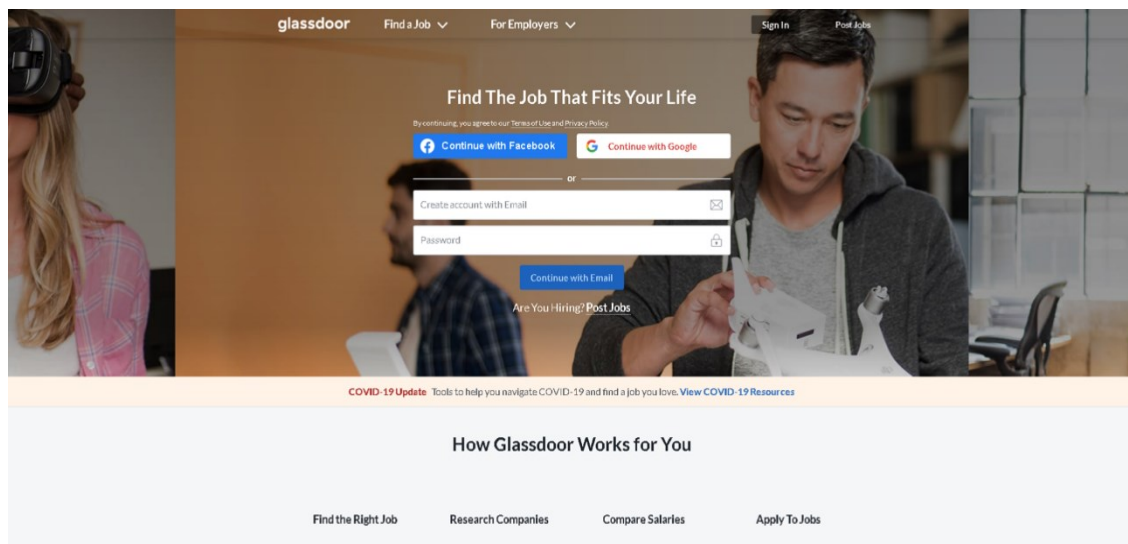 glassdoor Find a Job For Employers Sign In Post Jobs
Find The Job That Fits Your Life
By continuing, you agree to our Terms of Use and Privacy Policy.
Continue with Facebook Continue with Google
or
Create account with Email
Password
Continue with Email
Are You Hiring? Post Jobs
COVID-19 Update Tools to help you navigate COVID-19 and find a job you love. View COVID-19 Resources
How Glassdoor Works for You
Find the Right Job Research Companies Compare Salaries Apply To Jobs